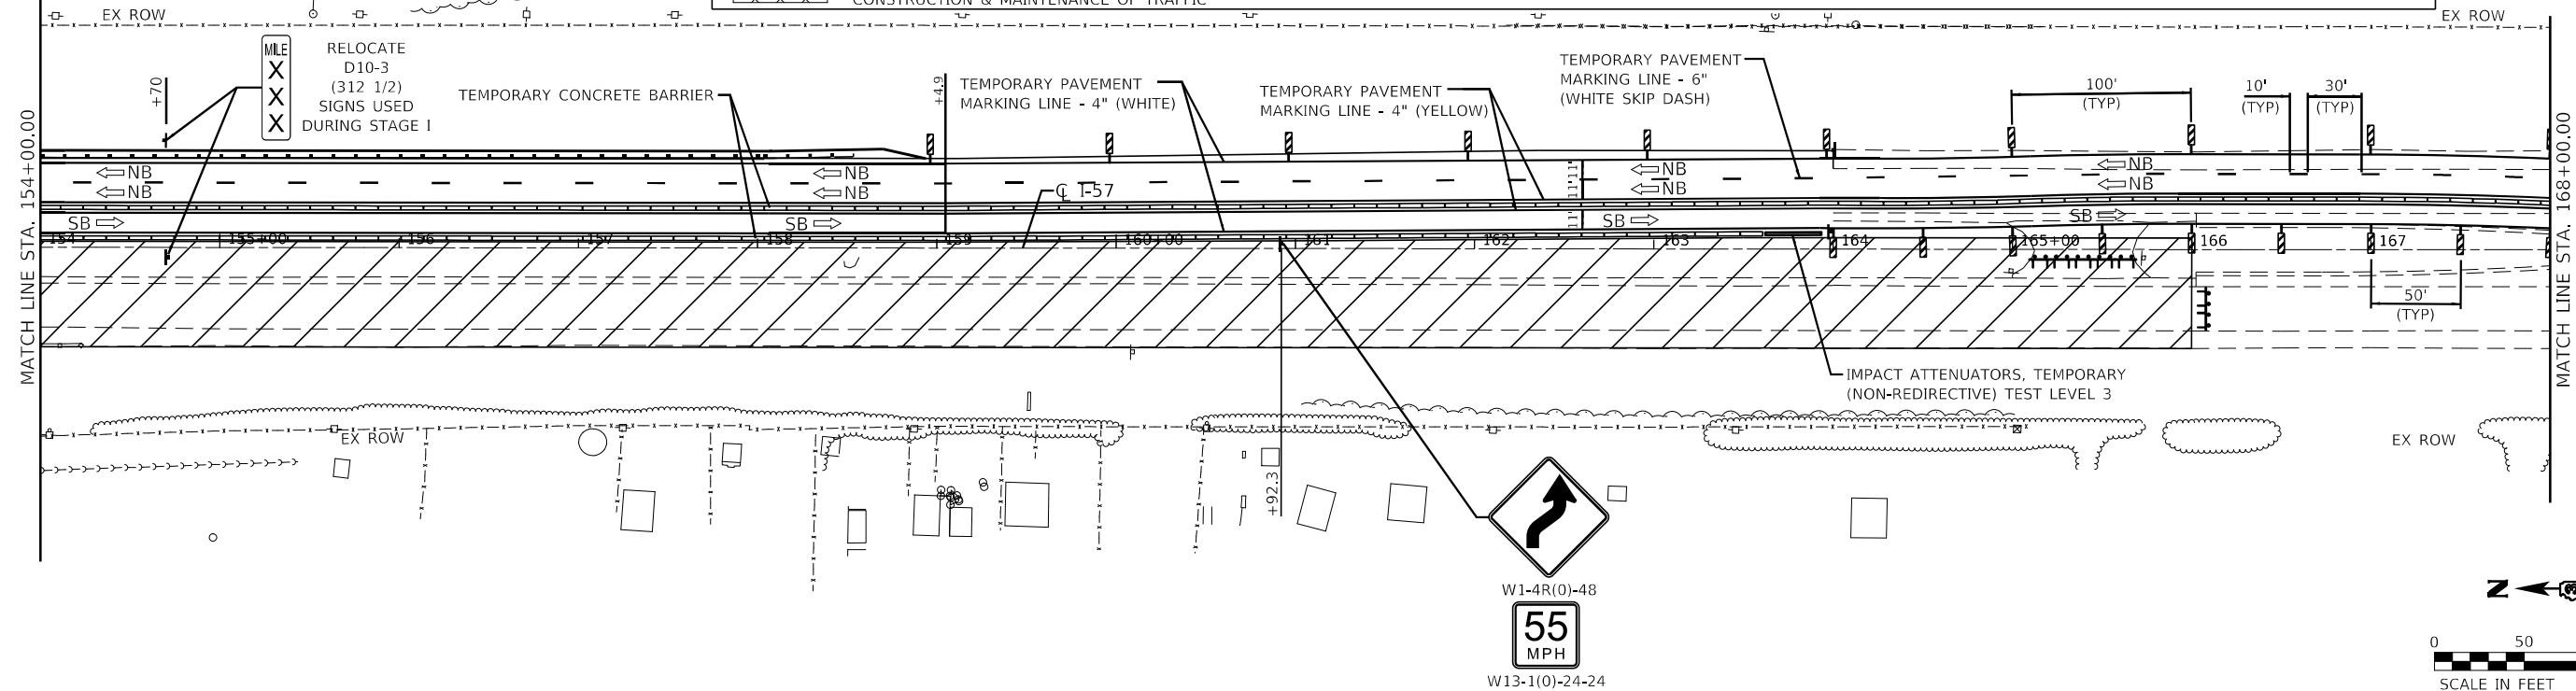 CONSTRUCTION & MAINTENANCE OF TRAFFIC
EX ROW
EX ROW
MILE
X
X
X
RELOCATE
D10-3
(312 1/2)
SIGNS USED
DURING STAGE I
+70
TEMPORARY CONCRETE BARRIER
+4.9
TEMPORARY PAVEMENT
MARKING LINE - 4" (WHITE)
TEMPORARY PAVEMENT
MARKING LINE - 4" (YELLOW)
TEMPORARY PAVEMENT
MARKING LINE - 6"
(WHITE SKIP DASH)
100'
(TYP)
10'
(TYP)
30'
(TYP)
MATCH LINE STA. 154+00.00
MATCH LINE STA. 168+00.00
NB
NB
NB
NB
NB
NB
NB
NB
11'
11'
11'
℄ I-57
SB
SB
SB
SB
154
155+00
156
157
158
159
160+00
161
162
163
164
165+00
166
167
50'
(TYP)
IMPACT ATTENUATORS, TEMPORARY
(NON-REDIRECTIVE) TEST LEVEL 3
EX ROW
EX ROW
+92.3
W1-4R(0)-48
55
MPH
W13-1(0)-24-24
N
0
50
SCALE IN FEET